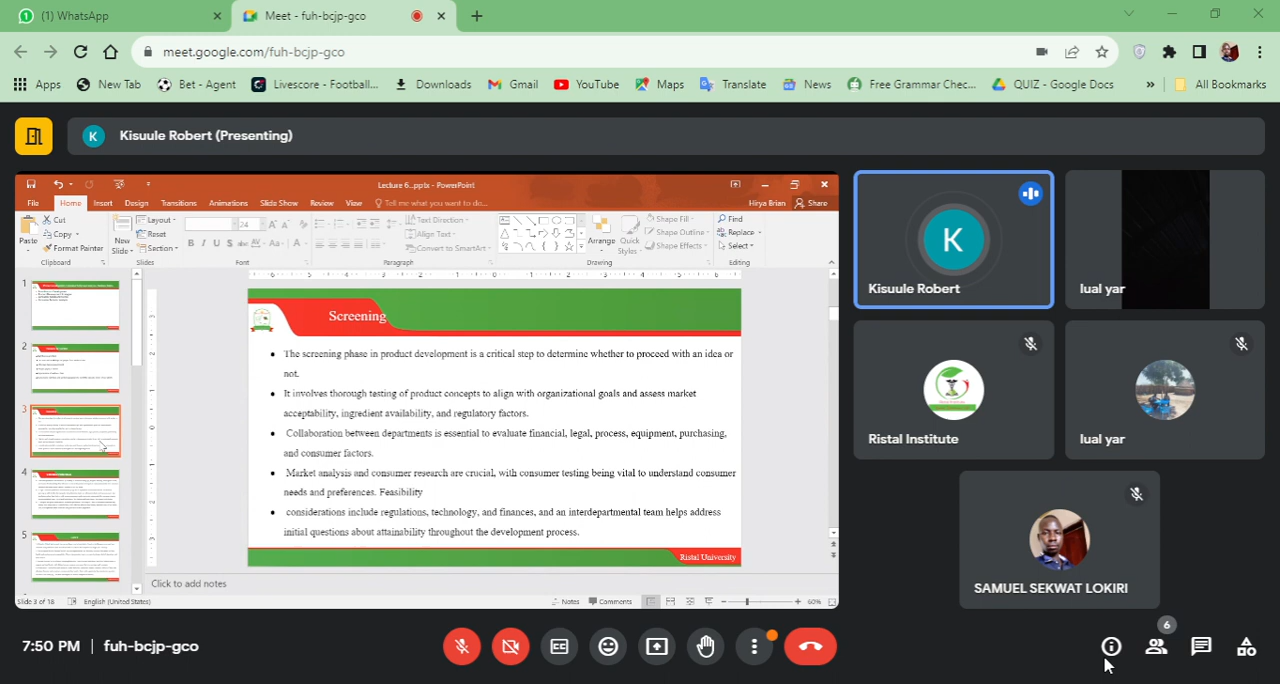 (1) WhatsApp
Meet - fuh-bcjp-gco
meet.google.com/fuh-bcjp-gco
Apps
New Tab
Bet - Agent
Livescore - Football...
Downloads
Gmail
YouTube
Maps
Translate
News
Free Grammar Chec...
QUIZ - Google Docs
»
All Bookmarks
K
Kisuule Robert (Presenting)
Lecture 6...pptx - PowerPoint
File
Home
Insert
Design
Transitions
Animations
Slide Show
Review
View
Tell me what you want to do...
Hirya Brian
Share
Paste
Cut
Copy
Format Painter
Clipboard
New
Slide
Layout
Reset
Section
Slides
24
Font
Text Direction
Align Text
Convert to SmartArt
Paragraph
Arrange
Quick
Styles
Shape Fill
Shape Outline
Shape Effects
Drawing
Find
Replace
Select
Editing
1
2
3
4
5
Screening
• The screening phase in product development is a critical step to determine whether to proceed with an idea or
not.
• It involves thorough testing of product concepts to align with organizational goals and assess market
acceptability, ingredient availability, and regulatory factors.
• Collaboration between departments is essential to evaluate financial, legal, process, equipment, purchasing,
and consumer factors.
• Market analysis and consumer research are crucial, with consumer testing being vital to understand consumer
needs and preferences. Feasibility
• considerations include regulations, technology, and finances, and an interdepartmental team helps address
initial questions about attainability throughout the development process.
Ristal University
Click to add notes
Slide 3 of 18
English (United States)
Notes
Comments
60%
K
Kisuule Robert
lual yar
Ristal Institute
lual yar
SAMUEL SEKWAT LOKIRI
7:50 PM | fuh-bcjp-gco
6